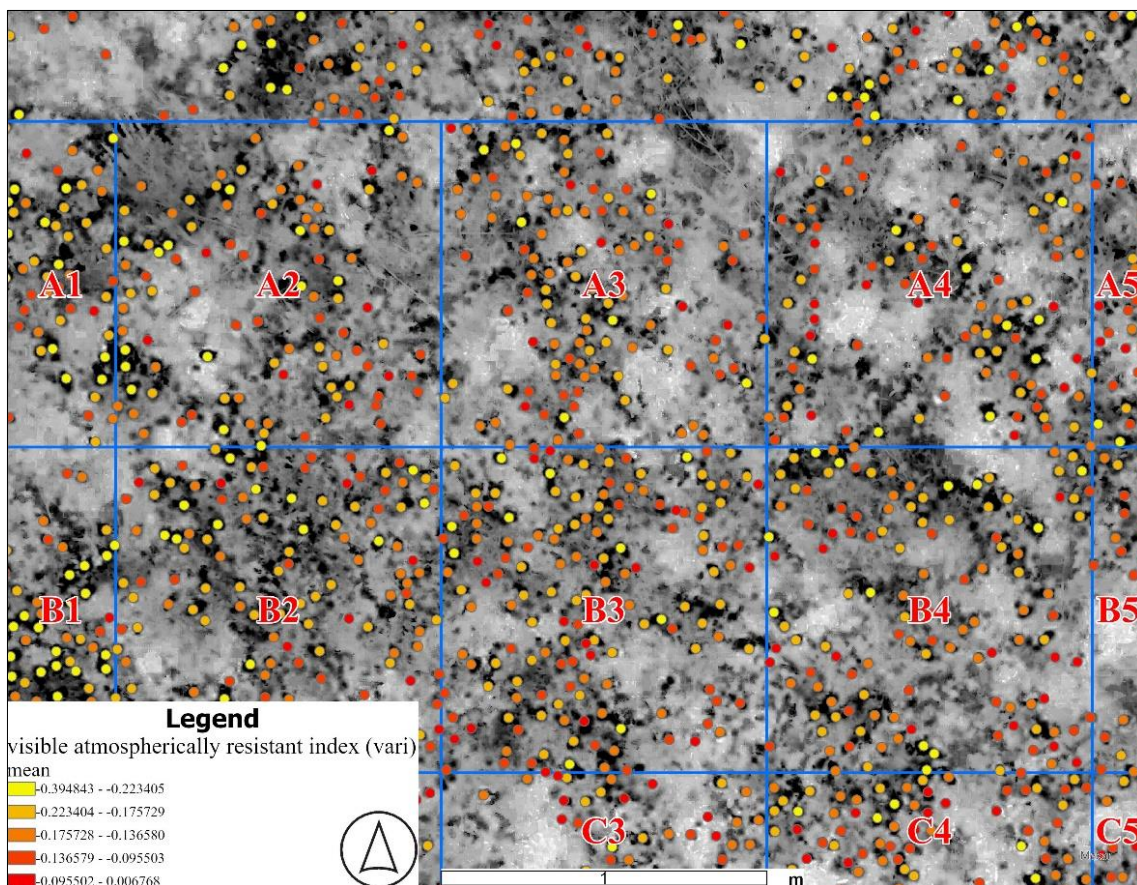 A1 A2 A3 A4 A5
B1 B2 B3 B4 B5
Legend
visible atmospherically resistant index (vari)
mean
-0.394843 - -0.223405
-0.223404 - -0.175729
-0.175728 - -0.136580
-0.136579 - -0.095503
-0.095502 - 0.006768
C3 C4 C5
1 m